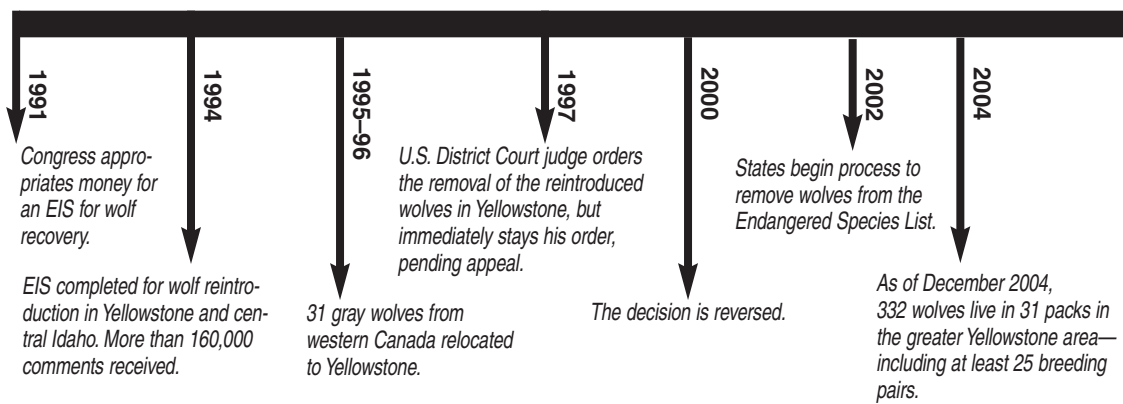 1991
Congress appro-
priates money for
an EIS for wolf
recovery.
1994
EIS completed for wolf reintro-
duction in Yellowstone and cen-
tral Idaho. More than 160,000
comments received.
1995–96
31 gray wolves from
western Canada relocated
to Yellowstone.
1997
U.S. District Court judge orders
the removal of the reintroduced
wolves in Yellowstone, but
immediately stays his order,
pending appeal.
2000
The decision is reversed.
2002
States begin process to
remove wolves from the
Endangered Species List.
2004
As of December 2004,
332 wolves live in 31 packs in
the greater Yellowstone area—
including at least 25 breeding
pairs.